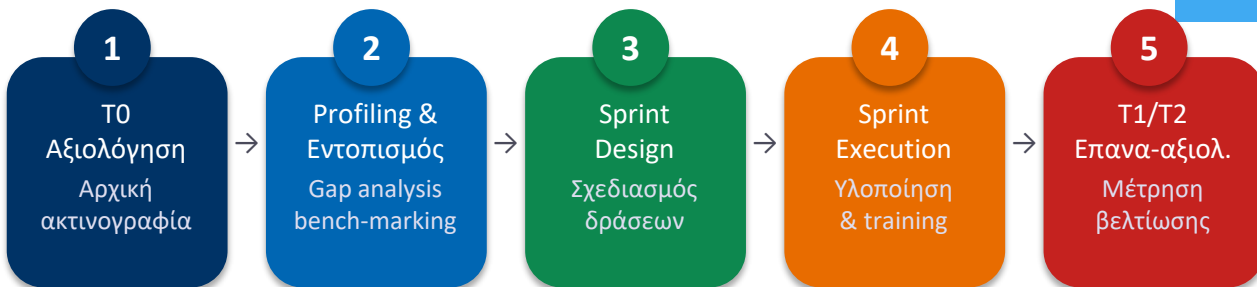 1
T0
Αξιολόγηση
Αρχική
ακτινογραφία
→
2
Profiling &
Εντοπισμός
Gap analysis
bench-marking
→
3
Sprint
Design
Σχεδιασμός
δράσεων
→
4
Sprint
Execution
Υλοποίηση
& training
→
5
T1/T2
Επανα-αξιολ.
Μέτρηση
βελτίωσης